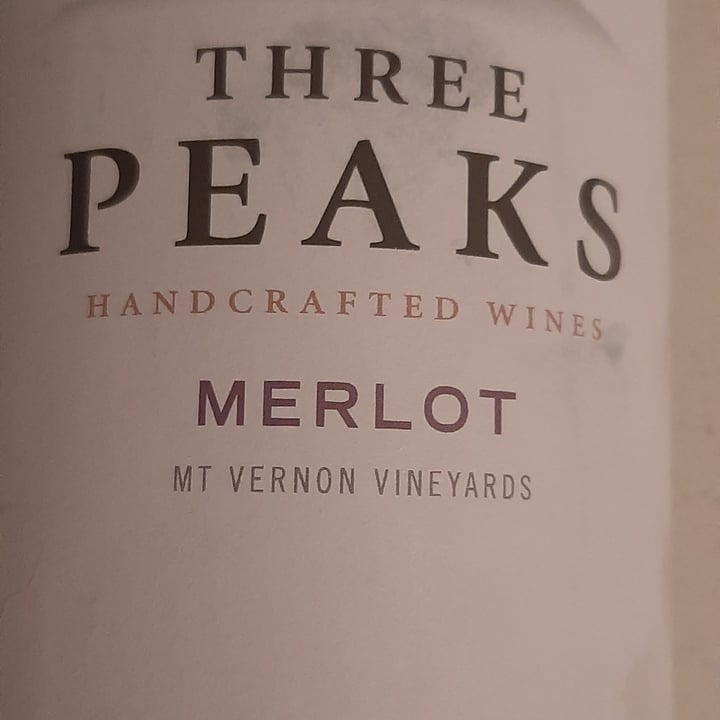 THREE
PEAKS
HANDCRAFTED WINES
MERLOT
MT VERNON VINEYARDS